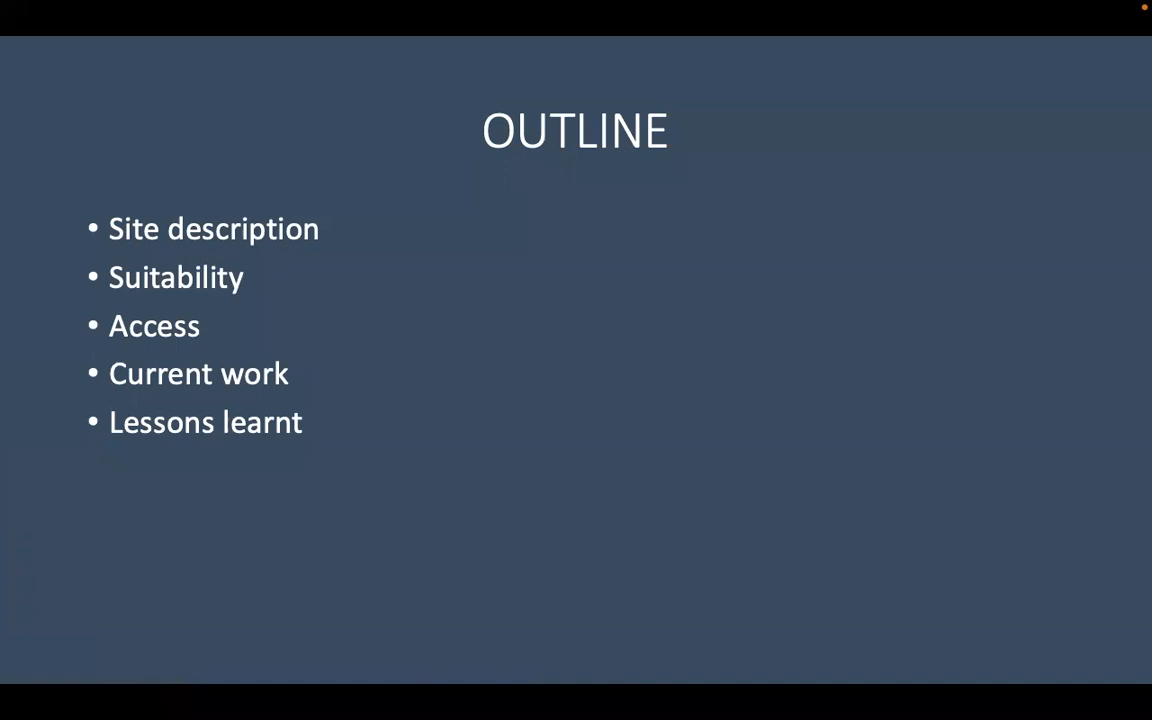 OUTLINE
• Site description
• Suitability
• Access
• Current work
• Lessons learnt